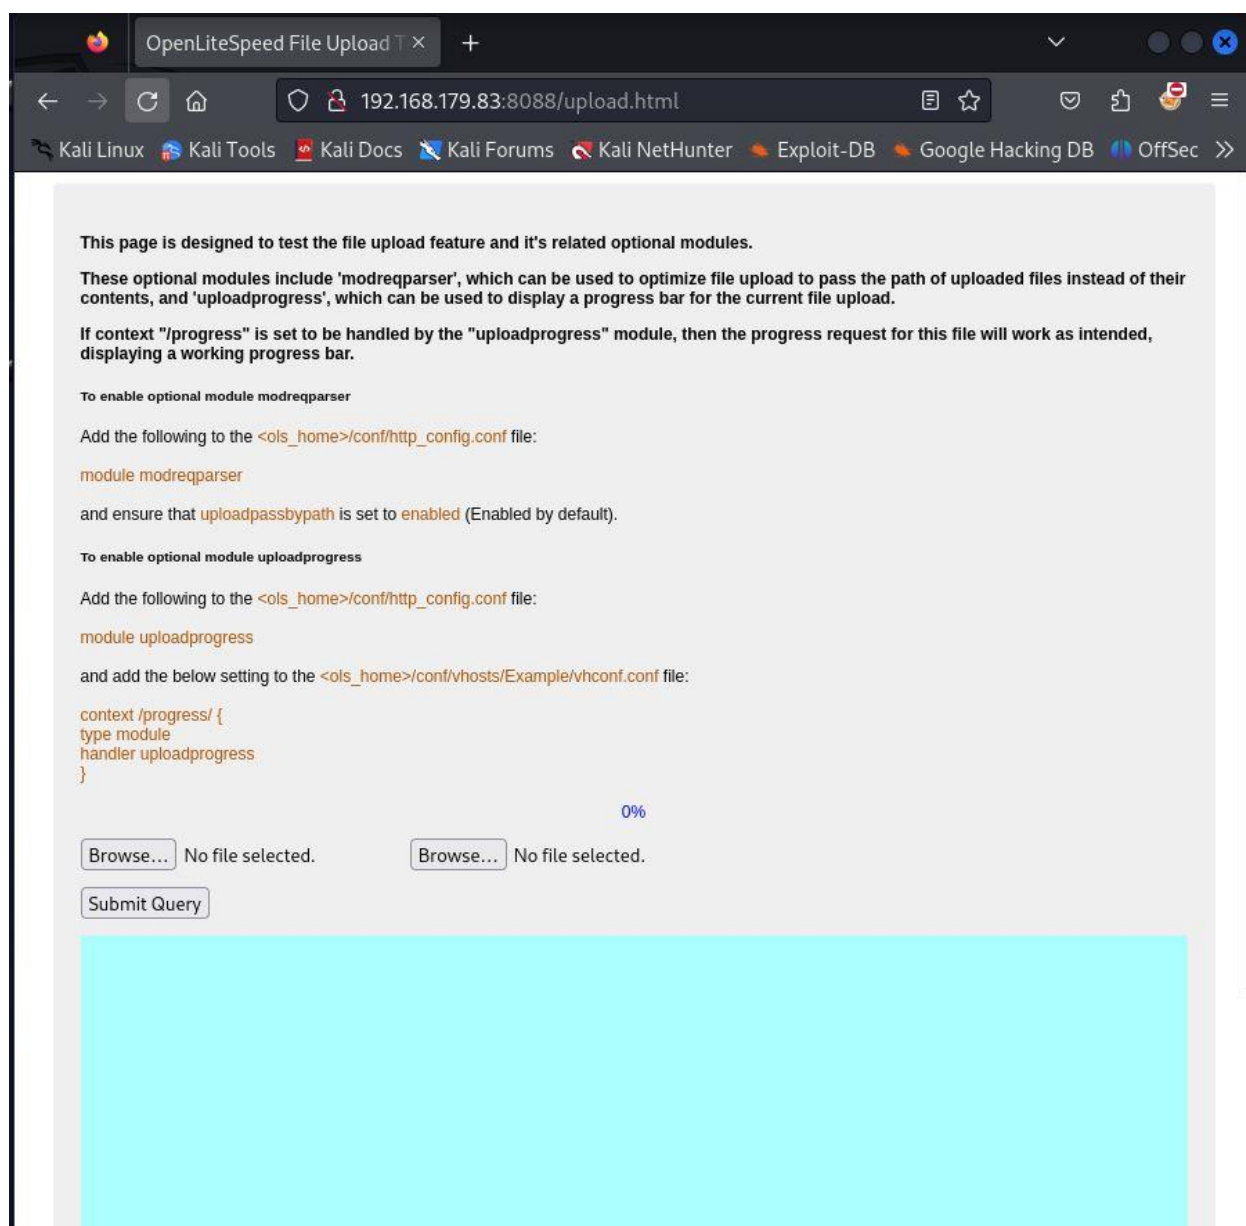 OpenLiteSpeed File Upload T
192.168.179.83:8088/upload.html
Kali Linux Kali Tools Kali Docs Kali Forums Kali NetHunter Exploit-DB Google Hacking DB OffSec
This page is designed to test the file upload feature and it's related optional modules.
These optional modules include 'modreqparser', which can be used to optimize file upload to pass the path of uploaded files instead of their
contents, and 'uploadprogress', which can be used to display a progress bar for the current file upload.
If context "/progress" is set to be handled by the "uploadprogress" module, then the progress request for this file will work as intended,
displaying a working progress bar.
To enable optional module modreqparser
Add the following to the <ols_home>/conf/http_config.conf file:
module modreqparser
and ensure that uploadpassbypath is set to enabled (Enabled by default).
To enable optional module uploadprogress
Add the following to the <ols_home>/conf/http_config.conf file:
module uploadprogress
and add the below setting to the <ols_home>/conf/vhosts/Example/vhconf.conf file:
context /progress/ {
type module
handler uploadprogress
}
0%
Browse... No file selected. Browse... No file selected.
Submit Query